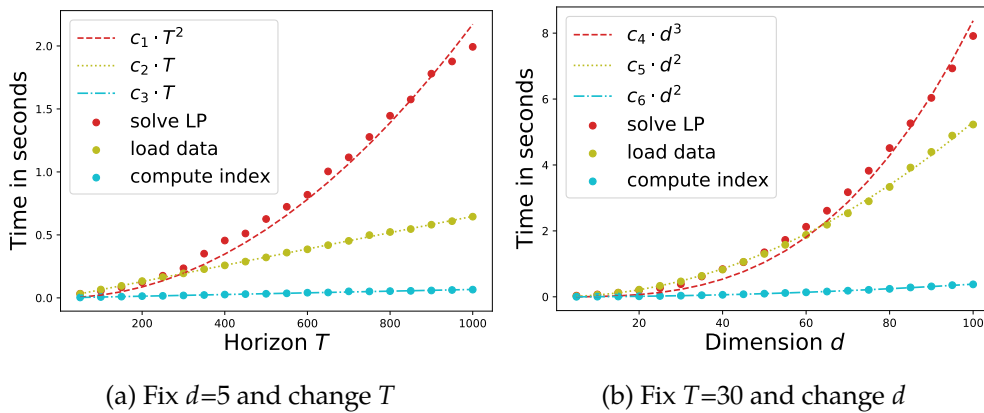 c₁ · T²
c₂ · T
c₃ · T
solve LP
load data
compute index
Time in seconds
2.0
1.5
1.0
0.5
0.0
200 400 600 800 1000
Horizon T
(a) Fix d=5 and change T
c₄ · d³
c₅ · d²
c₆ · d²
solve LP
load data
compute index
Time in seconds
8
6
4
2
0
20 40 60 80 100
Dimension d
(b) Fix T=30 and change d